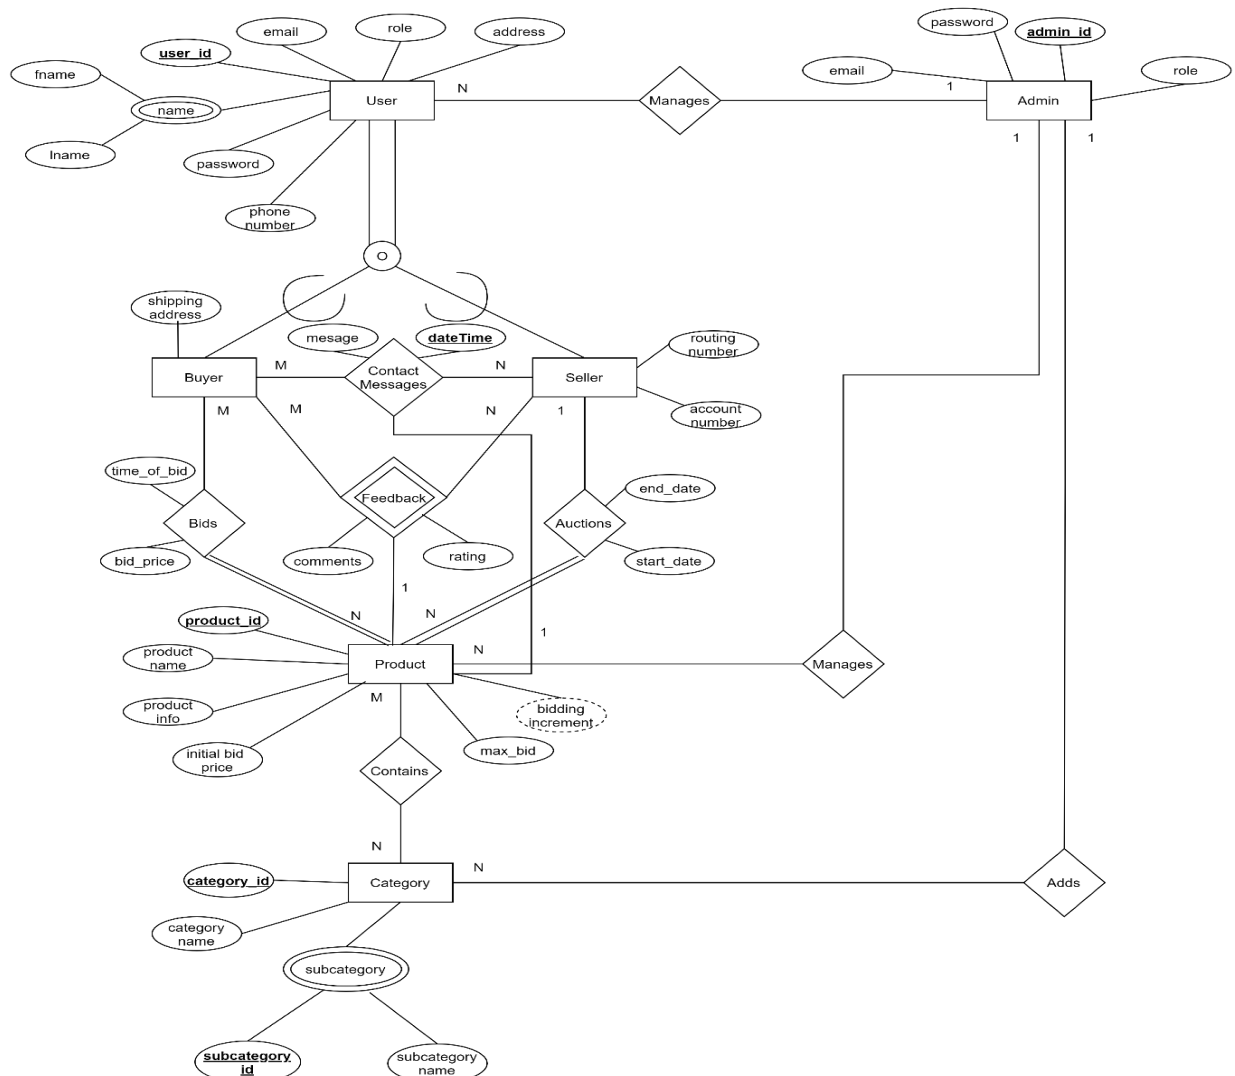 password
admin_id
email
role
address
user_id
email
role
fname
User
N
Manages
1
Admin
name
1
1
lname
password
phone
number
O
shipping
address
mesage
dateTime
routing
number
M
Contact
Messages
N
Buyer
Seller
M
M
N
1
account
number
time_of_bid
end_date
Feedback
Bids
Auctions
bid_price
comments
rating
start_date
1
N
N
product_id
1
product
name
Product
N
Manages
product
info
M
bidding
increment
initial bid
price
max_bid
Contains
N
N
category_id
Category
Adds
category
name
subcategory
subcategory
id
subcategory
name